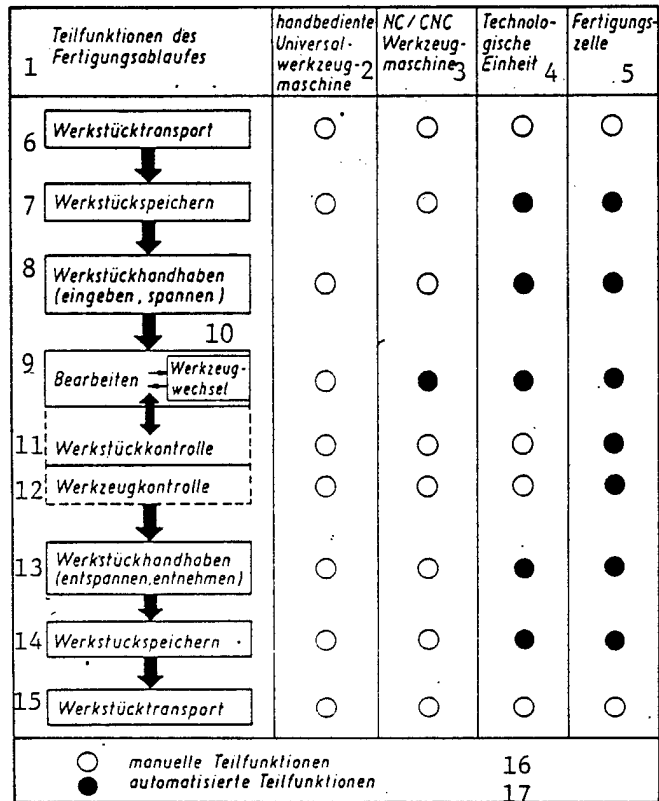 1 Teilfunktionen des
Fertigungsablaufes
handbediente
Universal-
werkzeug- 2
maschine
NC/CNC
Werkzeug-
maschine 3
Technolo-
gische
Einheit 4
Fertigungs-
zelle
5
6 Werkstücktransport
7 Werkstückspeichern
8 Werkstückhandhaben
(eingeben, spannen)
10
9 Bearbeiten
Werkzeug-
wechsel
11 Werkstückkontrolle
12 Werkzeugkontrolle
13 Werkstückhandhaben
(entspannen, entnehmen)
14 Werkstuckspeichern
15 Werkstücktransport
manuelle Teilfunktionen 16
automatisierte Teilfunktionen 17